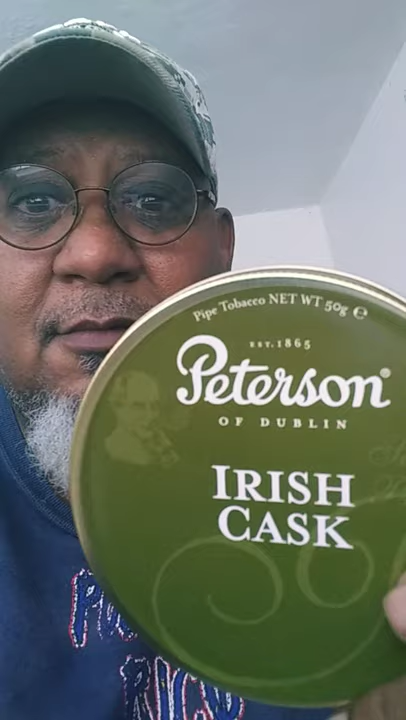 Pipe Tobacco NET WT 50g ℮
EST. 1865
Peterson®
OF DUBLIN
IRISH
CASK